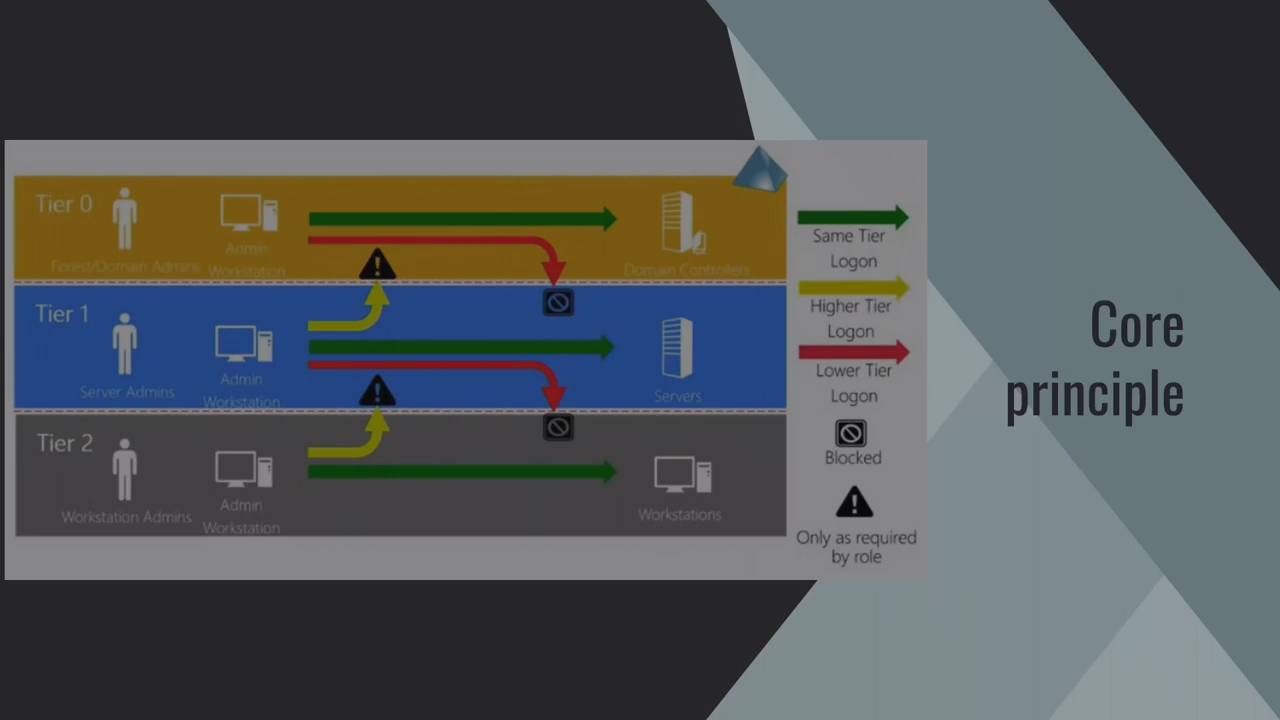 Tier 0
Forest/Domain Admins
Admin
Workstation
Domain Controllers
Tier 1
Server Admins
Admin
Workstation
Servers
Tier 2
Workstation Admins
Admin
Workstation
Workstations
Same Tier
Logon
Higher Tier
Logon
Lower Tier
Logon
Blocked
Only as required
by role
Core
principle